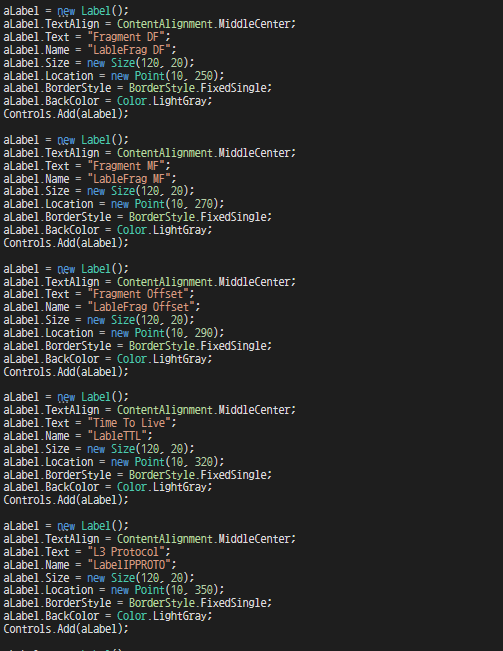 aLabel = new Label();
aLabel.TextAlign = ContentAlignment.MiddleCenter;
aLabel.Text = "Fragment DF";
aLabel.Name = "LableFrag DF";
aLabel.Size = new Size(120, 20);
aLabel.Location = new Point(10, 250);
aLabel.BorderStyle = BorderStyle.FixedSingle;
aLabel.BackColor = Color.LightGray;
Controls.Add(aLabel);

aLabel = new Label();
aLabel.TextAlign = ContentAlignment.MiddleCenter;
aLabel.Text = "Fragment MF";
aLabel.Name = "LableFrag MF";
aLabel.Size = new Size(120, 20);
aLabel.Location = new Point(10, 270);
aLabel.BorderStyle = BorderStyle.FixedSingle;
aLabel.BackColor = Color.LightGray;
Controls.Add(aLabel);

aLabel = new Label();
aLabel.TextAlign = ContentAlignment.MiddleCenter;
aLabel.Text = "Fragment Offset";
aLabel.Name = "LableFrag Offset";
aLabel.Size = new Size(120, 20);
aLabel.Location = new Point(10, 290);
aLabel.BorderStyle = BorderStyle.FixedSingle;
aLabel.BackColor = Color.LightGray;
Controls.Add(aLabel);

aLabel = new Label();
aLabel.TextAlign = ContentAlignment.MiddleCenter;
aLabel.Text = "Time To Live";
aLabel.Name = "LableTTL";
aLabel.Size = new Size(120, 20);
aLabel.Location = new Point(10, 320);
aLabel.BorderStyle = BorderStyle.FixedSingle;
aLabel.BackColor = Color.LightGray;
Controls.Add(aLabel);

aLabel = new Label();
aLabel.TextAlign = ContentAlignment.MiddleCenter;
aLabel.Text = "L3 Protocol";
aLabel.Name = "LabelIPPROTO";
aLabel.Size = new Size(120, 20);
aLabel.Location = new Point(10, 350);
aLabel.BorderStyle = BorderStyle.FixedSingle;
aLabel.BackColor = Color.LightGray;
Controls.Add(aLabel);